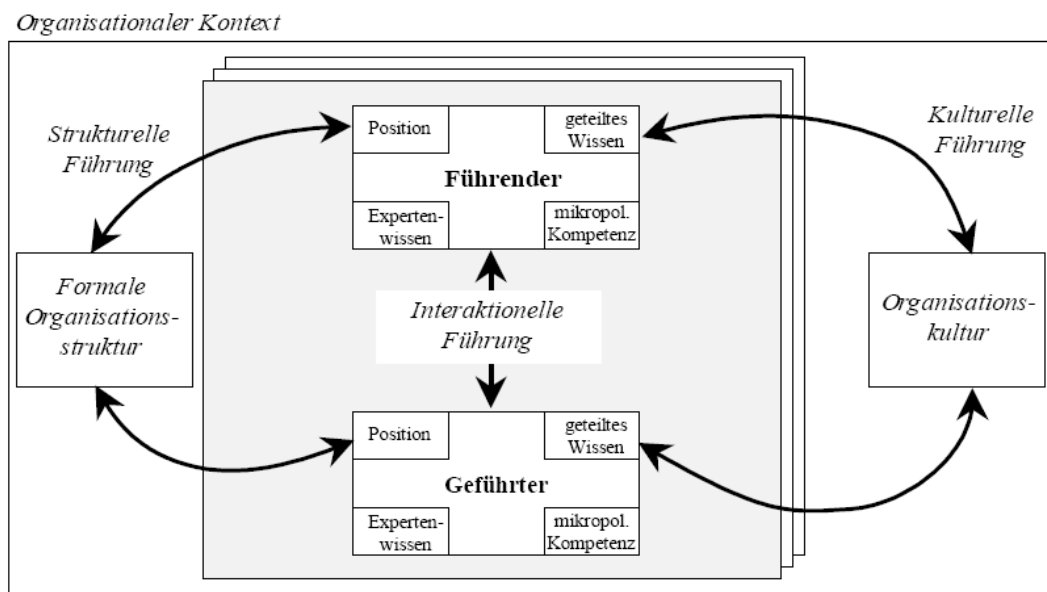 Organisationaler Kontext
Strukturelle
Führung
Kulturelle
Führung
Position
geteiltes
Wissen
Führender
Experten-
wissen
mikropol.
Kompetenz
Formale
Organisations-
struktur
Interaktionelle
Führung
Organisations-
kultur
Position
geteiltes
Wissen
Geführter
Experten-
wissen
mikropol.
Kompetenz